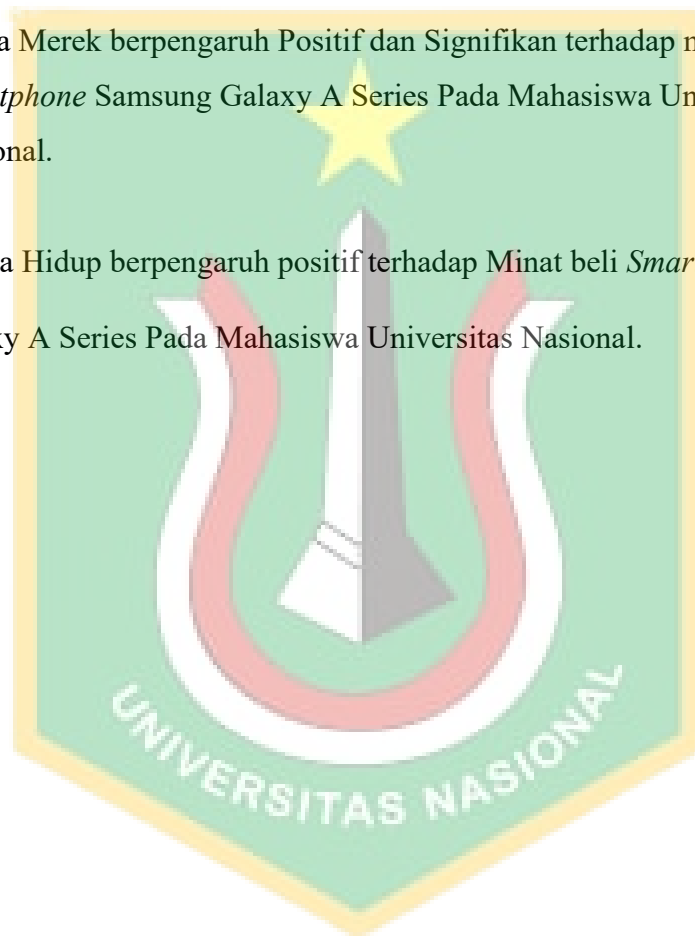 a Merek berpengaruh Positif dan Signifikan terhadap
tphone Samsung Galaxy A Series Pada Mahasiswa Un
onal.
a Hidup berpengaruh positif terhadap Minat beli Smar
y A Series Pada Mahasiswa Universitas Nasional.
UNIVERSITAS NASIONAL